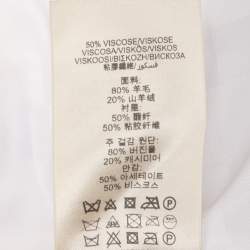 50% VISCOSE/VISKOSE
VISCOSA/VISKÓS/VISKOS
VISKOOSI/ВИСКОЗА
粘膠纖維/فسكوز
面料:
80% 羊毛
20% 山羊绒
衬里:
50% 醋纤
50% 粘胶纤维
주 겉감 원단:
80% 버진울
20% 캐시미어
안감:
50% 아세테이트
50% 비스코스